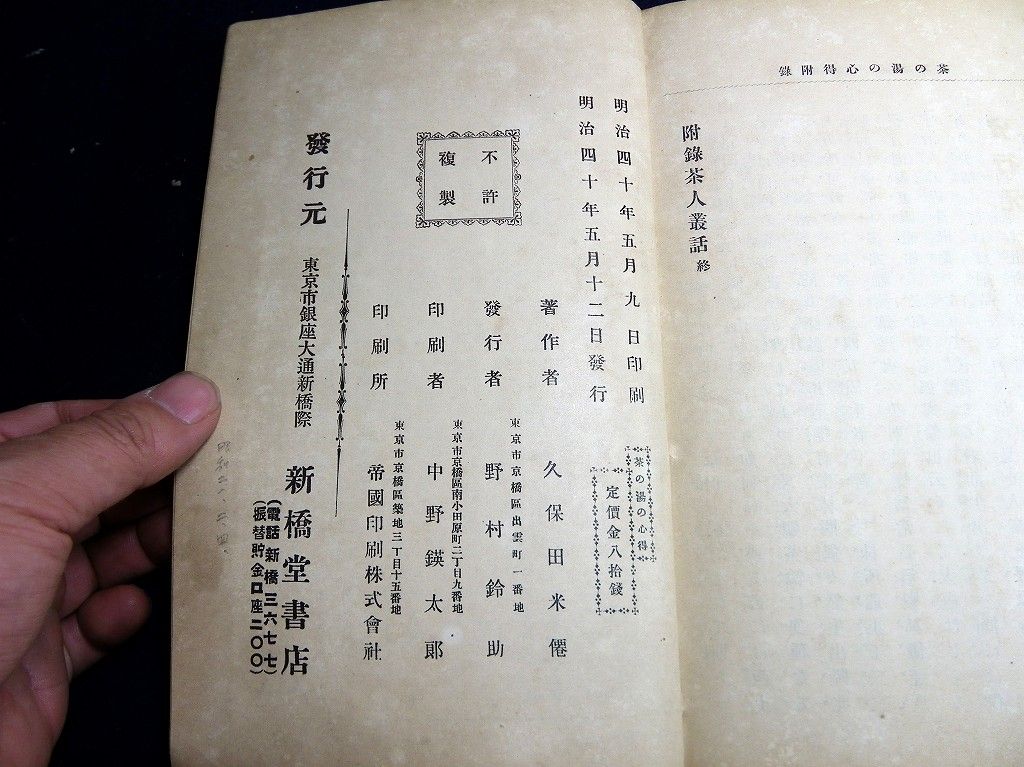 茶の湯の心得附錄
附錄茶人叢話 終
明治四十年五月九日印刷
明治四十年五月十二日發行
茶の湯の心得
定價金八拾錢
不許
複製
著作者 久保田米僊
東京市京橋區出雲町一番地
發行者 野村鈴助
東京市京橋區南小田原町二丁目九番地
印刷者 中野鍈太郞
東京市京橋區築地三丁目十五番地
印刷所 帝國印刷株式會社
發行元 東京市銀座大通新橋際 新橋堂書店
(電話新橋三六七七)
(振替貯金口座二〇〇)